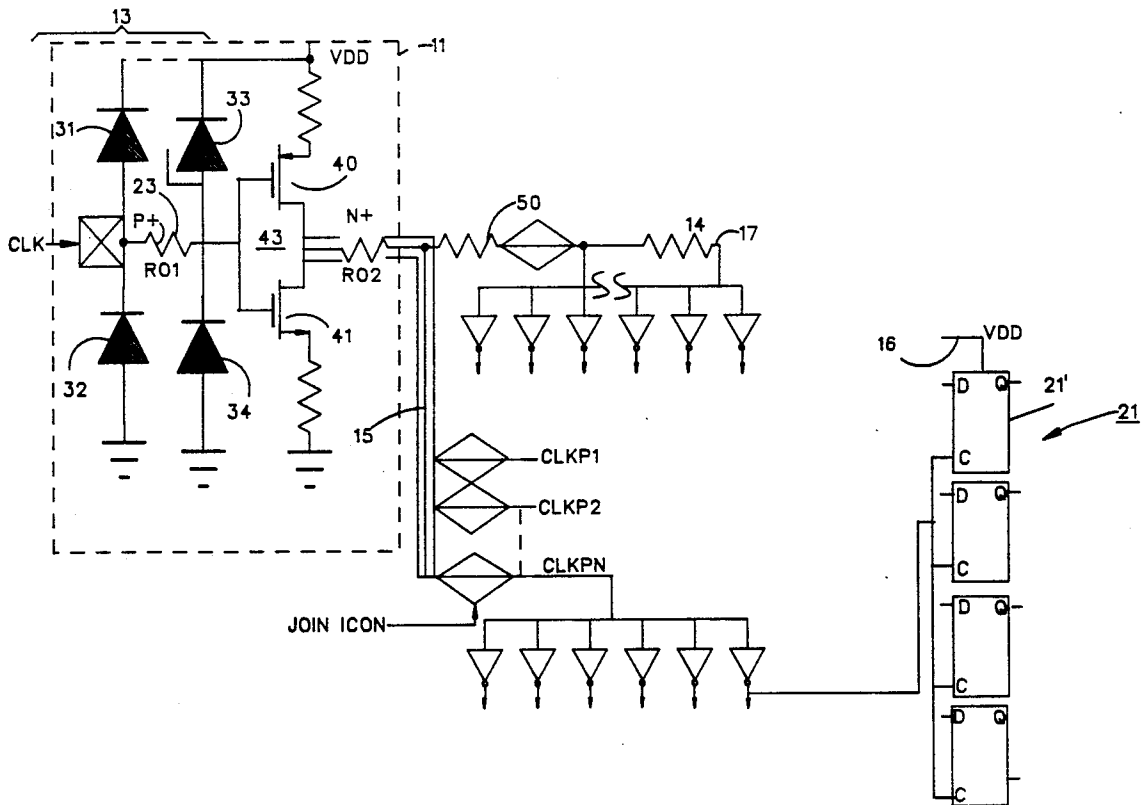 13
11
VDD
33
31
40
23
P+
N+
50
14
17
CLK
43
RO1
RO2
41
16
VDD
D Q
21'
21
32
34
15
C
CLKP1
D Q
CLKP2
C
CLKPN
D Q
JOIN ICON
C
D Q
C